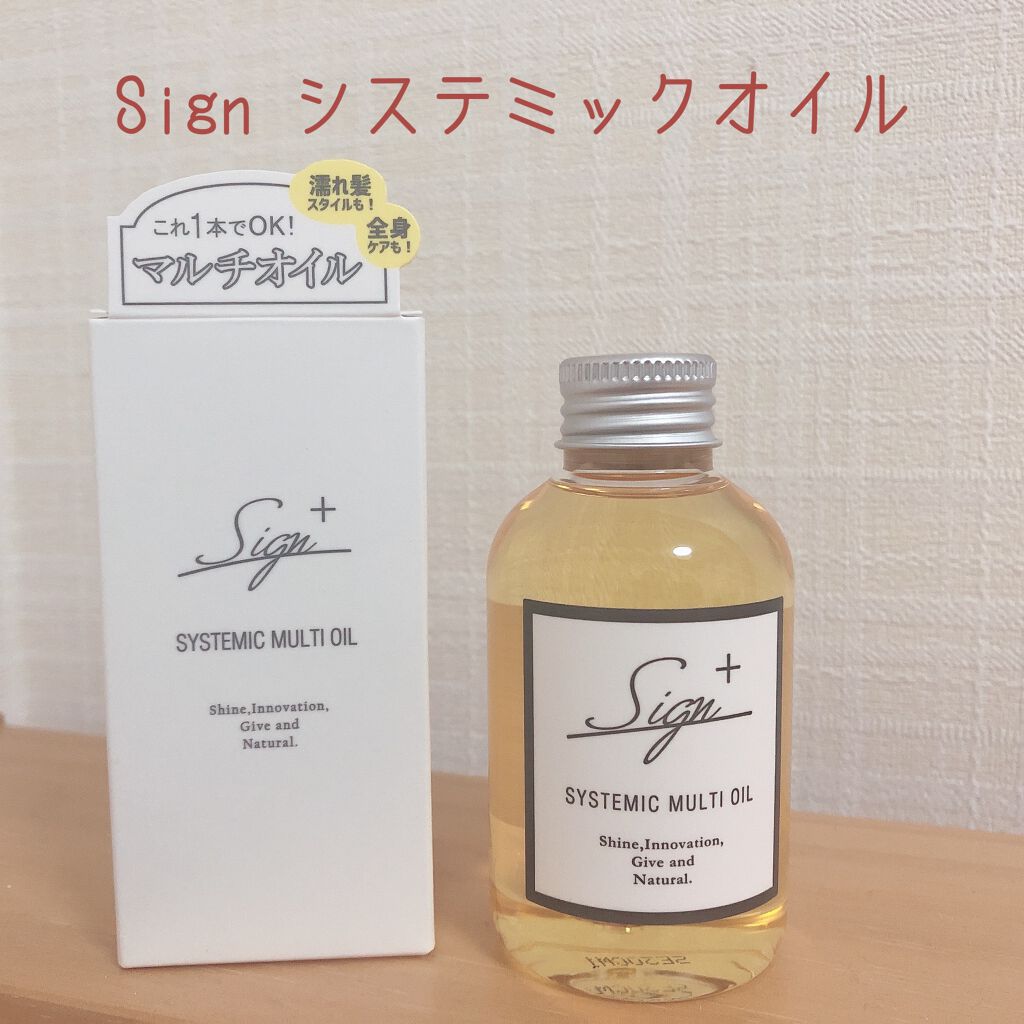 Sign システミックオイル
濡れ髪
スタイルも!
全身
ケアも!
これ1本でOK!
マルチオイル
Sign+
SYSTEMIC MULTI OIL
Shine,Innovation,
Give and
Natural.
Sign+
SYSTEMIC MULTI OIL
Shine,Innovation,
Give and
Natural.